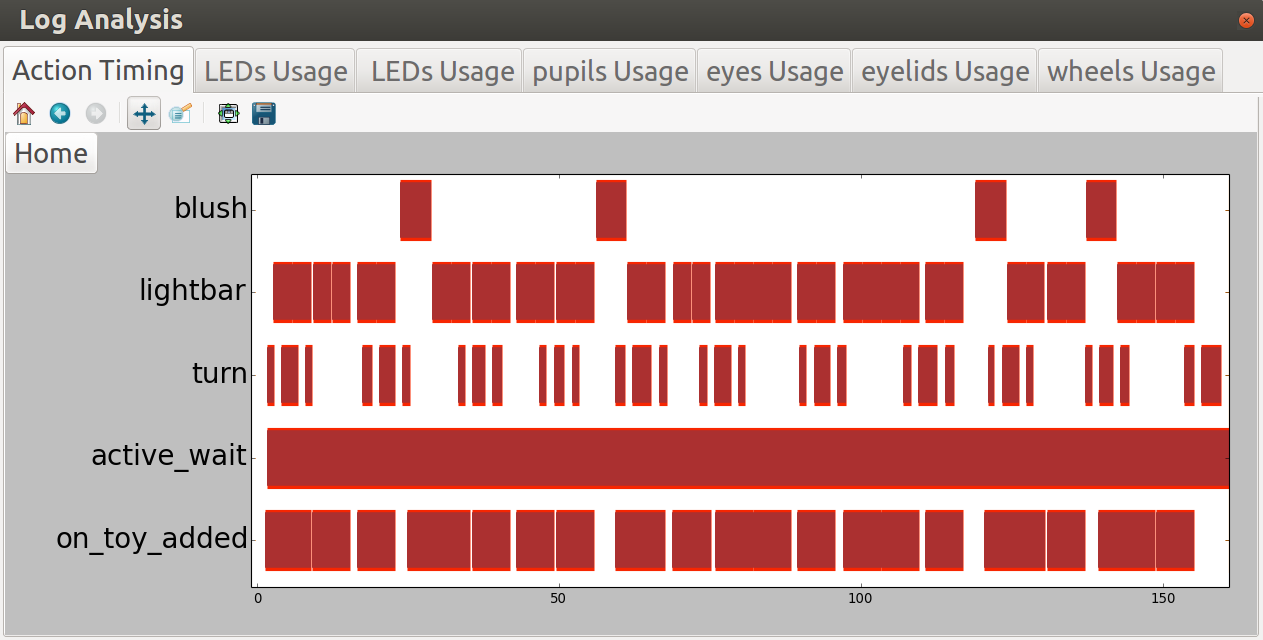 Log Analysis
Action Timing LEDs Usage LEDs Usage pupils Usage eyes Usage eyelids Usage wheels Usage
Home
blush
lightbar
turn
active_wait
on_toy_added
0 50 100 150